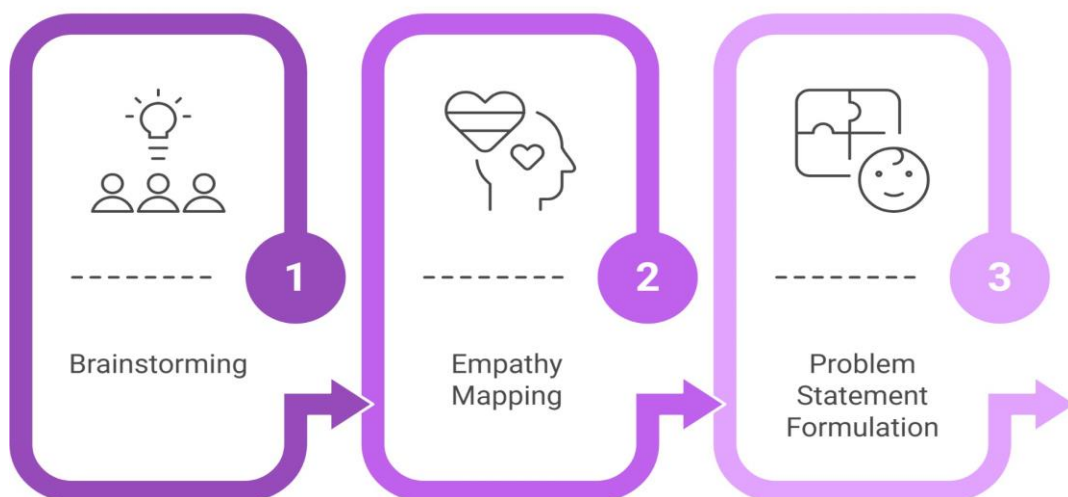 1
Brainstorming
2
Empathy
Mapping
3
Problem
Statement
Formulation